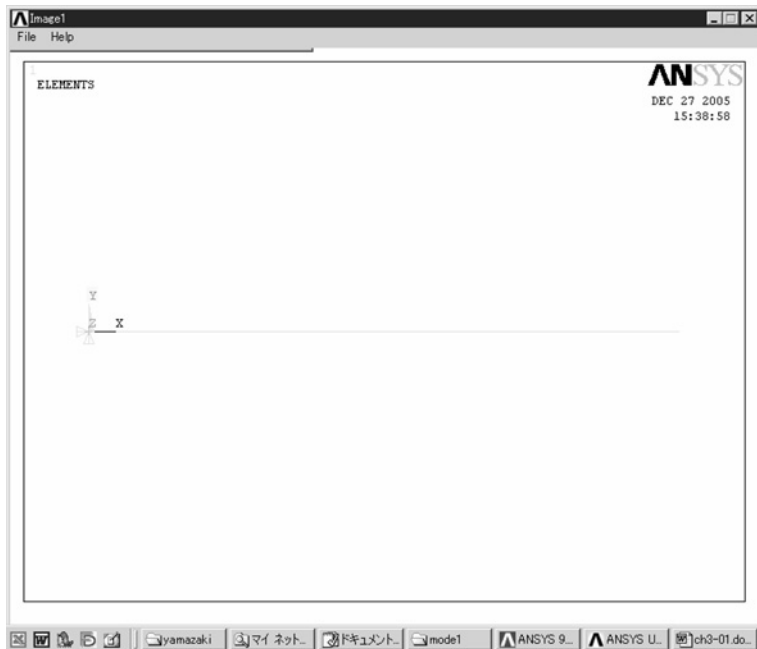 Image1
File Help
1
ELEMENTS
ANSYS
DEC 27 2005
15:38:58
Y
Z X
yamazaki マイ ネット... ドキュメント... mode1 ANSYS 9... ANSYS U... ch3-01.do...